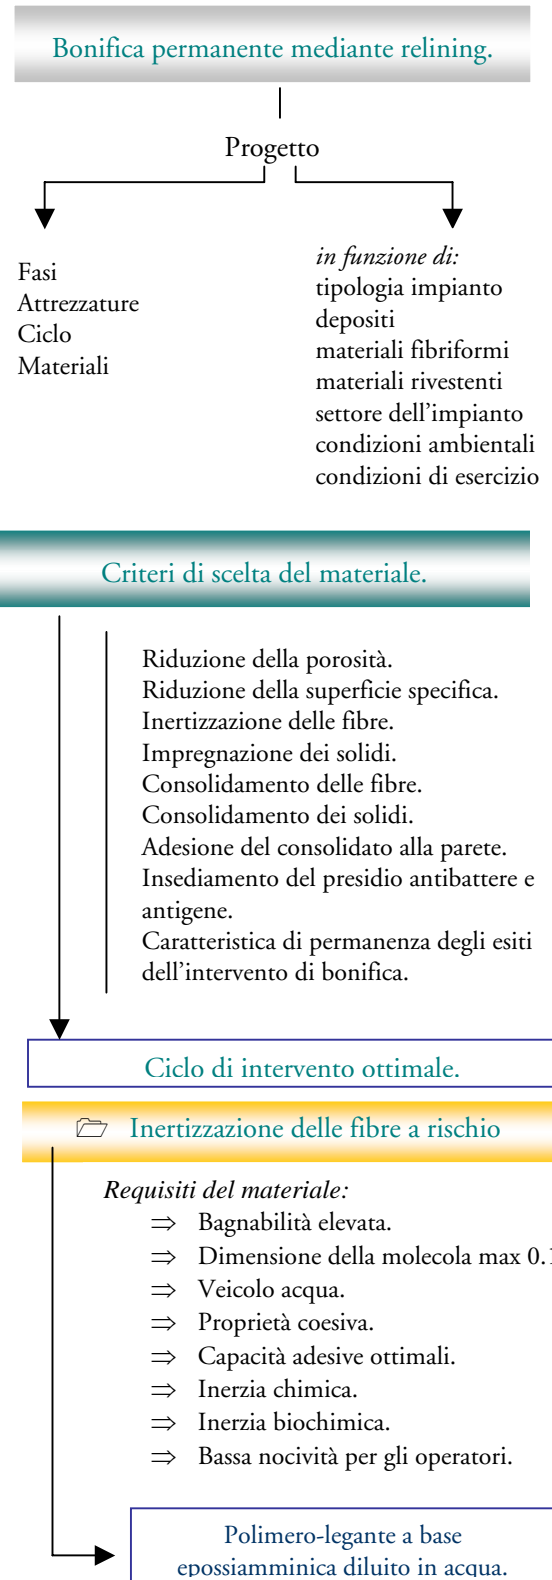 Bonifica permanente mediante relining.
Progetto
Fasi
Attrezzature
Ciclo
Materiali
in funzione di:
tipologia impianto
depositi
materiali fibriformi
materiali rivestenti
settore dell'impianto
condizioni ambientali
condizioni di esercizio
Criteri di scelta del materiale.
Riduzione della porosità.
Riduzione della superficie specifica.
Inertizzazione delle fibre.
Impregnazione dei solidi.
Consolidamento delle fibre.
Consolidamento dei solidi.
Adesione del consolidato alla parete.
Insediamento del presidio antibattere e
antigene.
Caratteristica di permanenza degli esiti
dell'intervento di bonifica.
Ciclo di intervento ottimale.
Inertizzazione delle fibre a rischio
Requisiti del materiale:
⇒ Bagnabilità elevata.
⇒ Dimensione della molecola max
⇒ Veicolo acqua.
⇒ Proprietà coesiva.
⇒ Capacità adesive ottimali.
⇒ Inerzia chimica.
⇒ Inerzia biochimica.
⇒ Bassa nocività per gli operatori.
Polimero-legante a base
epossiamminica diluito in acqua.